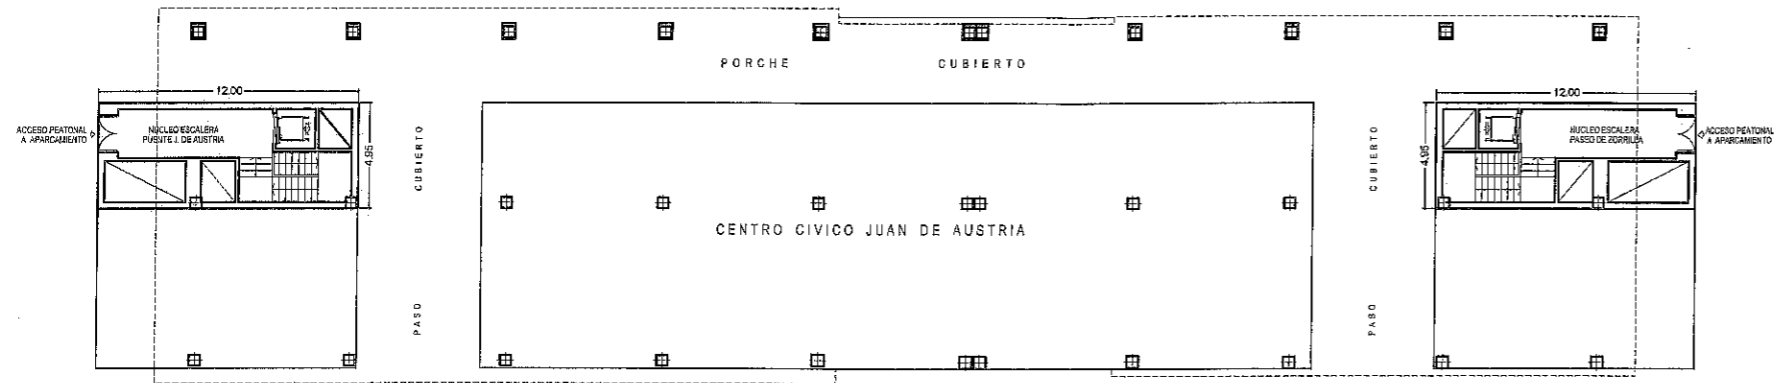 PORCHE CUBIERTO
12.00
12.00
ACCESO PEATONAL
A APARCAMIENTO
NUCLEO ESCALERA
PUENTE J. DE AUSTRIA
4.95
CUBIERTO
CUBIERTO
4.95
NUCLEO ESCALERA
PASEO DE ZORRILLA
ACCESO PEATONAL
A APARCAMIENTO
CENTRO CIVICO JUAN DE AUSTRIA
PASO
PASO